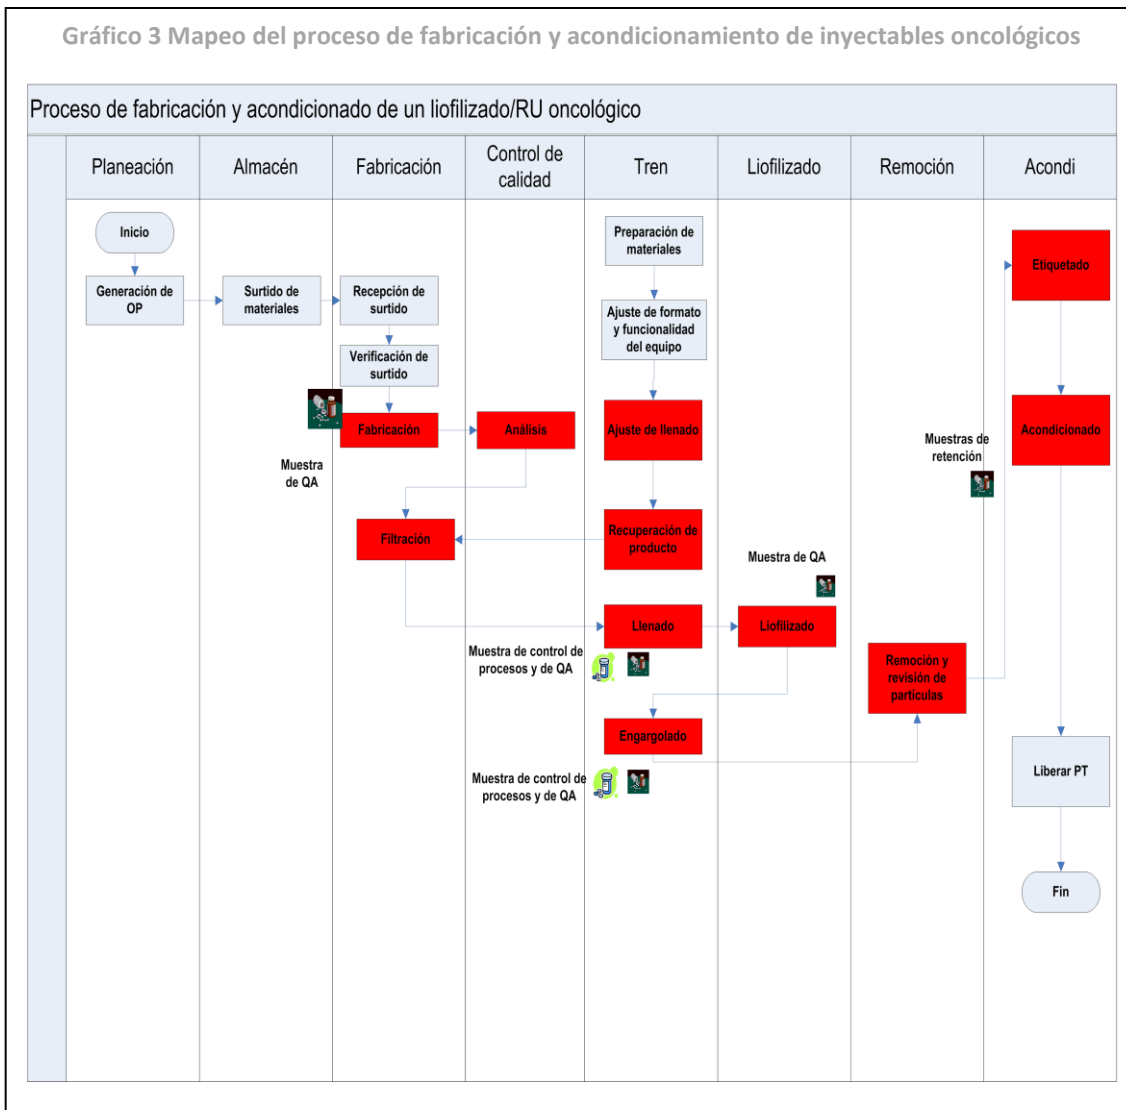 Gráfico 3 Mapeo del proceso de fabricación y acondicionamiento de inyectables oncológicos
Proceso de fabricación y acondicionado de un liofilizado/RU oncológico
Planeación
Almacén
Fabricación
Control de
calidad
Tren
Liofilizado
Remoción
Acondi
Inicio
Generación de
OP
Surtido de
materiales
Recepción de
surtido
Verificación de
surtido
Fabricación
Muestra
de QA
Análisis
Filtración
Preparación de
materiales
Ajuste de formato
y funcionalidad
del equipo
Ajuste de llenado
Recuperación de
producto
Llenado
Muestra de control de
procesos y de QA
Muestra de QA
Liofilizado
Engargolado
Muestra de control de
procesos y de QA
Remoción y
revisión de
partículas
Muestras de
retención
Etiquetado
Acondicionado
Liberar PT
Fin